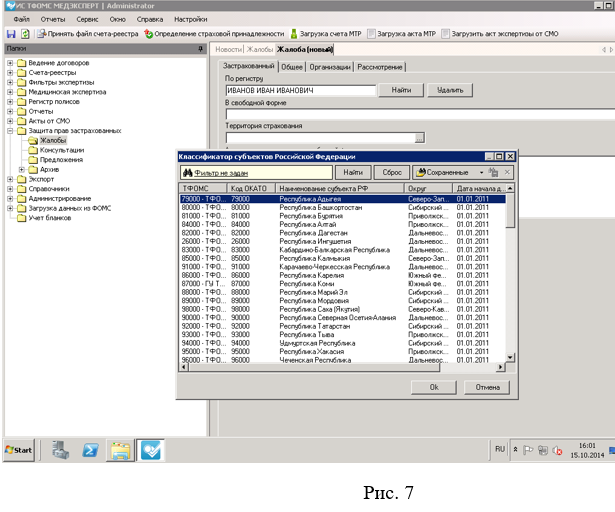 ИС ТФОМС МЕДЭКСПЕРТ | Administrator
Файл Отчеты Сервис Окно Справка Настройки
Принять файл счета-реестра Определение страховой принадлежности Загрузка счета МТР Загрузка акта МТР Загрузить акт экспертизы от СМО
Папки
Новости Жалобы Жалоба (новый)
Ведение договоров
Счета-реестры
Фильтры экспертизы
Медицинская экспертиза
Регистр полисов
Отчеты
Акты от СМО
Защита прав застрахованных
Жалобы
Консультации
Предложения
Архив
Экспорт
Справочники
Администрирование
Загрузка данных из ФОМС
Учет бланков
Застрахованный Общее Организации Рассмотрение
По регистру
ИВАНОВ ИВАН ИВАНОВИЧ Найти Удалить
В свободной форме
Территория страхования
...
Классификатор субъектов Российской Федерации
Фильтр не задан Найти Сброс Сохраненные
ТФОМС Код ОКАТО Наименование субъекта РФ Округ Дата начала д...
79000 - ТФО... 79000 Республика Адыгея Северо-Зап... 01.01.2011
80000 - ТФО... 80000 Республика Башкортостан Сибирский ... 01.01.2011
81000 - ТФО... 81000 Республика Бурятия Приволжск... 01.01.2011
84000 - ТФО... 84000 Республика Алтай Приволжск... 01.01.2011
82000 - ТФО... 82000 Республика Дагестан Дальневос... 01.01.2011
26000 - ТФО... 26000 Республика Ингушетия Дальневос... 01.01.2011
83000 - ТФО... 83000 Кабардино-Балкарская Республика Дальневос... 01.01.2011
85000 - ТФО... 85000 Республика Калмыкия Северо-Зап... 01.01.2011
91000 - ТФО... 91000 Карачаево-Черкесская Республика Дальневос... 01.01.2011
86000 - ТФО... 86000 Республика Карелия Южный Фе... 01.01.2011
87000 - ГУ Т... 87000 Республика Коми Южный Фе... 01.01.2011
88000 - ТФО... 88000 Республика Марий Эл Сибирский ... 01.01.2011
89000 - ТФО... 89000 Республика Мордовия Сибирский ... 01.01.2011
98000 - ТФО... 98000 Республика Саха (Якутия) Северо-Кав... 01.01.2011
90000 - ТФО... 90000 Республика Северная Осетия-Алания Дальневос... 01.01.2011
92000 - ТФО... 92000 Республика Татарстан Сибирский ... 01.01.2011
93000 - ТФО... 93000 Республика Тыва Приволжск... 01.01.2011
94000 - ТФО... 94000 Удмуртская Республика Сибирский ... 01.01.2011
95000 - ТФО... 95000 Республика Хакасия Приволжск... 01.01.2011
96000 - ТФО... 96000 Чеченская Республика Дальневос... 01.01.2011
Ok Отмена
Start RU 16:01
15.10.2014
Рис. 7